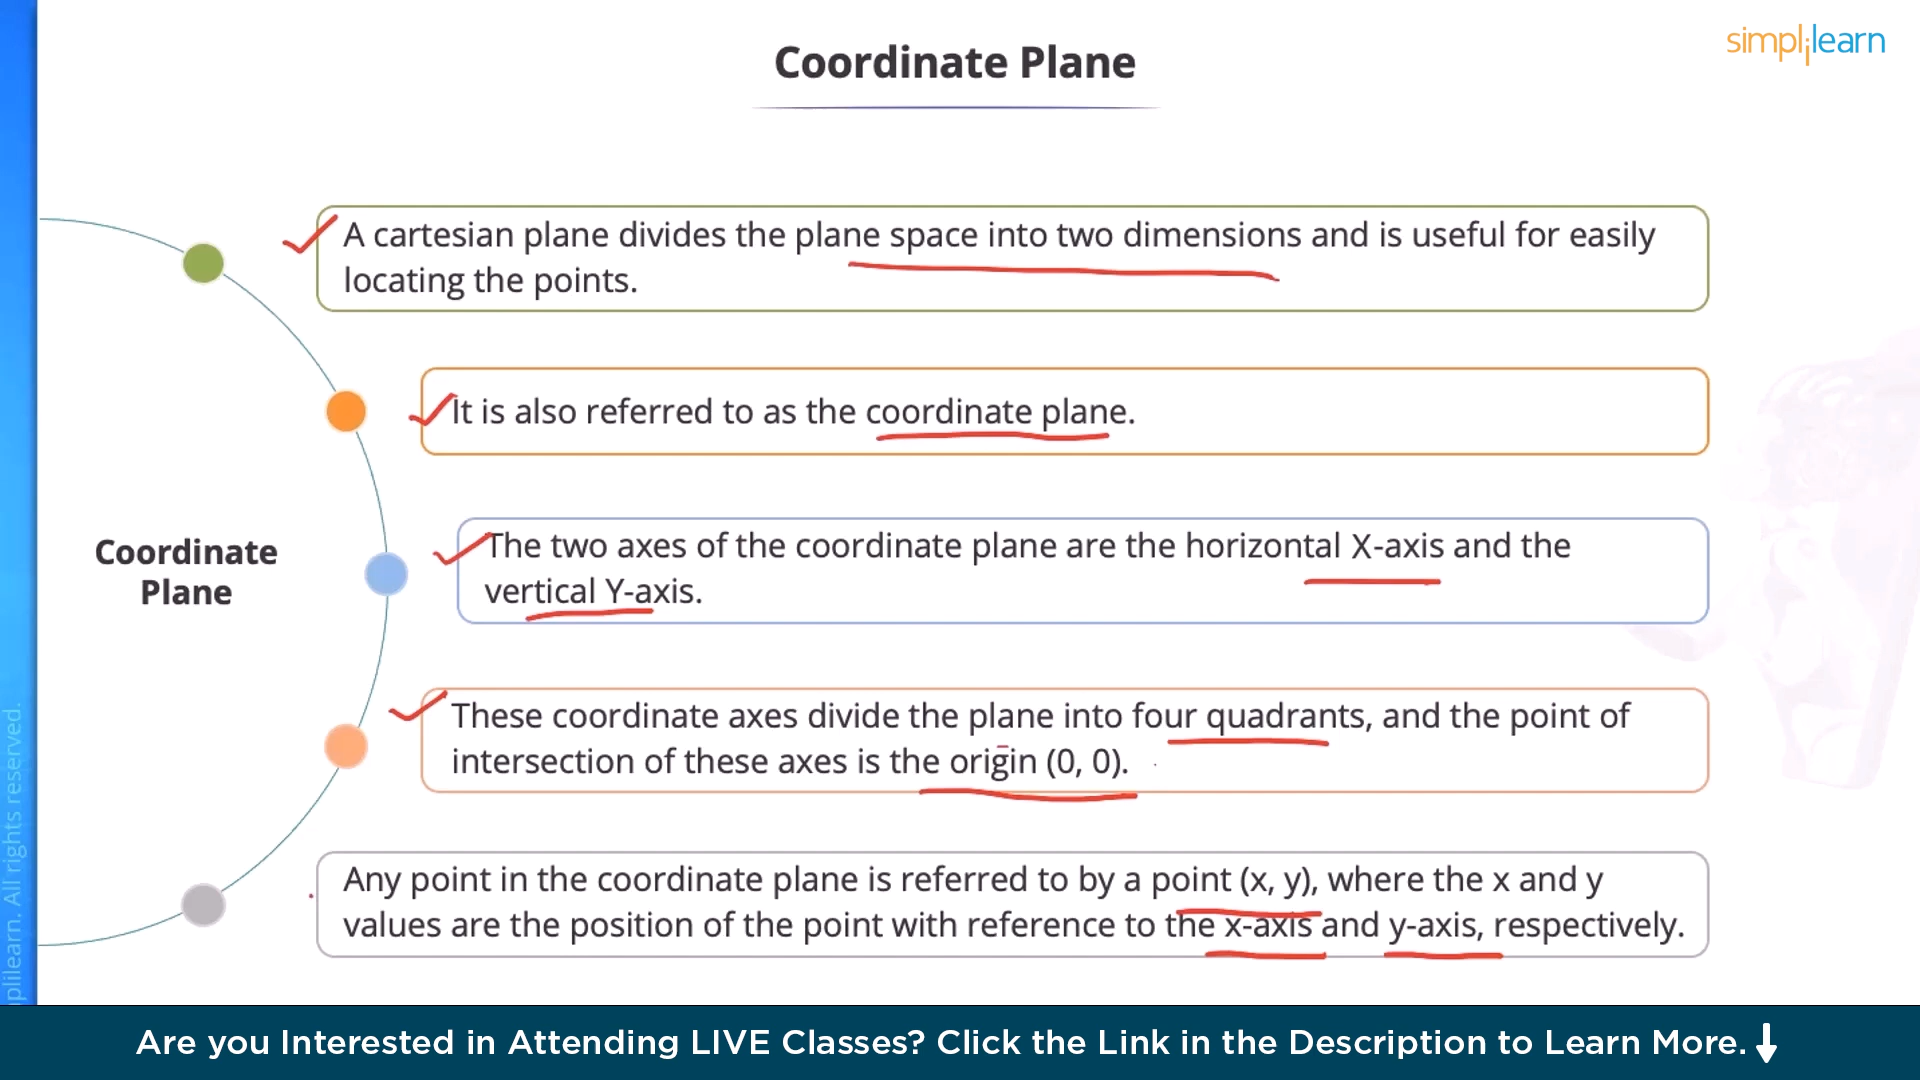 Coordinate Plane
simplilearn
A cartesian plane divides the plane space into two dimensions and is useful for easily
locating the points.
It is also referred to as the coordinate plane.
Coordinate
Plane
The two axes of the coordinate plane are the horizontal X-axis and the
vertical Y-axis.
These coordinate axes divide the plane into four quadrants, and the point of
intersection of these axes is the origin (0, 0).
Any point in the coordinate plane is referred to by a point (x, y), where the x and y
values are the position of the point with reference to the x-axis and y-axis, respectively.
plilearn. All rights reserved.
Are you Interested in Attending LIVE Classes? Click the Link in the Description to Learn More.